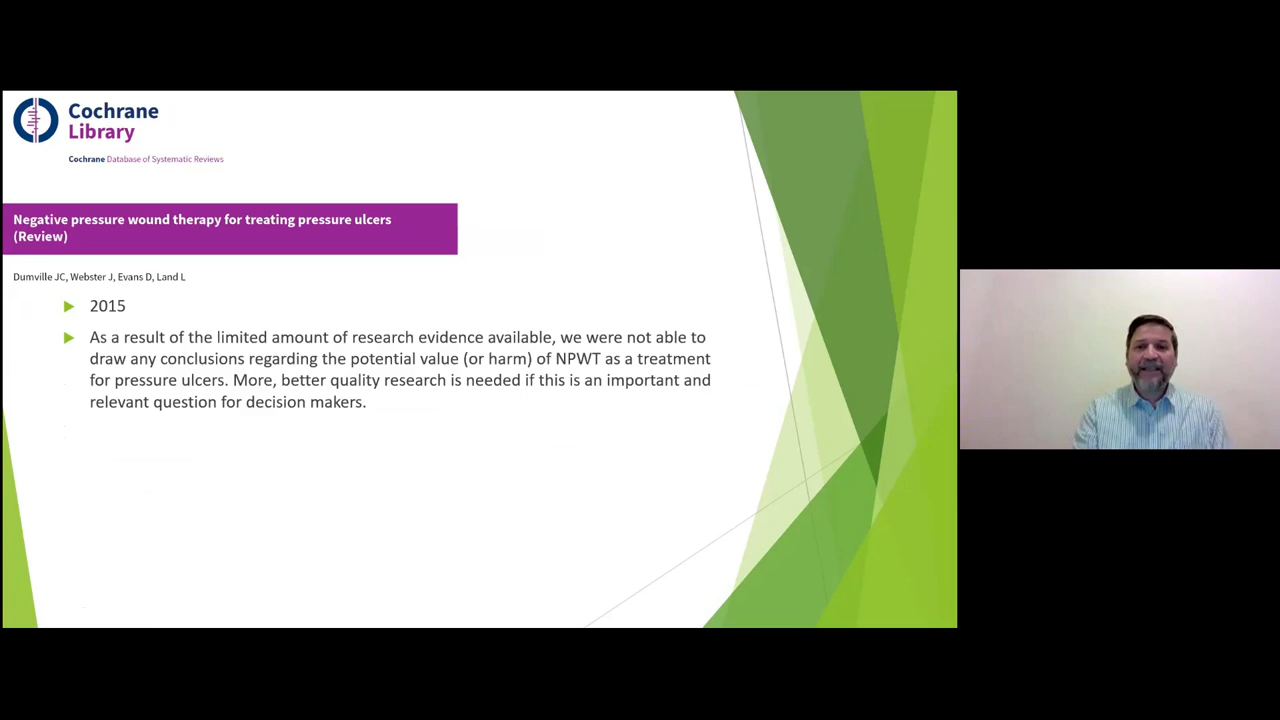 Cochrane
Library
Cochrane Database of Systematic Reviews
Negative pressure wound therapy for treating pressure ulcers
(Review)
Dumville JC, Webster J, Evans D, Land L
2015
As a result of the limited amount of research evidence available, we were not able to
draw any conclusions regarding the potential value (or harm) of NPWT as a treatment
for pressure ulcers. More, better quality research is needed if this is an important and
relevant question for decision makers.